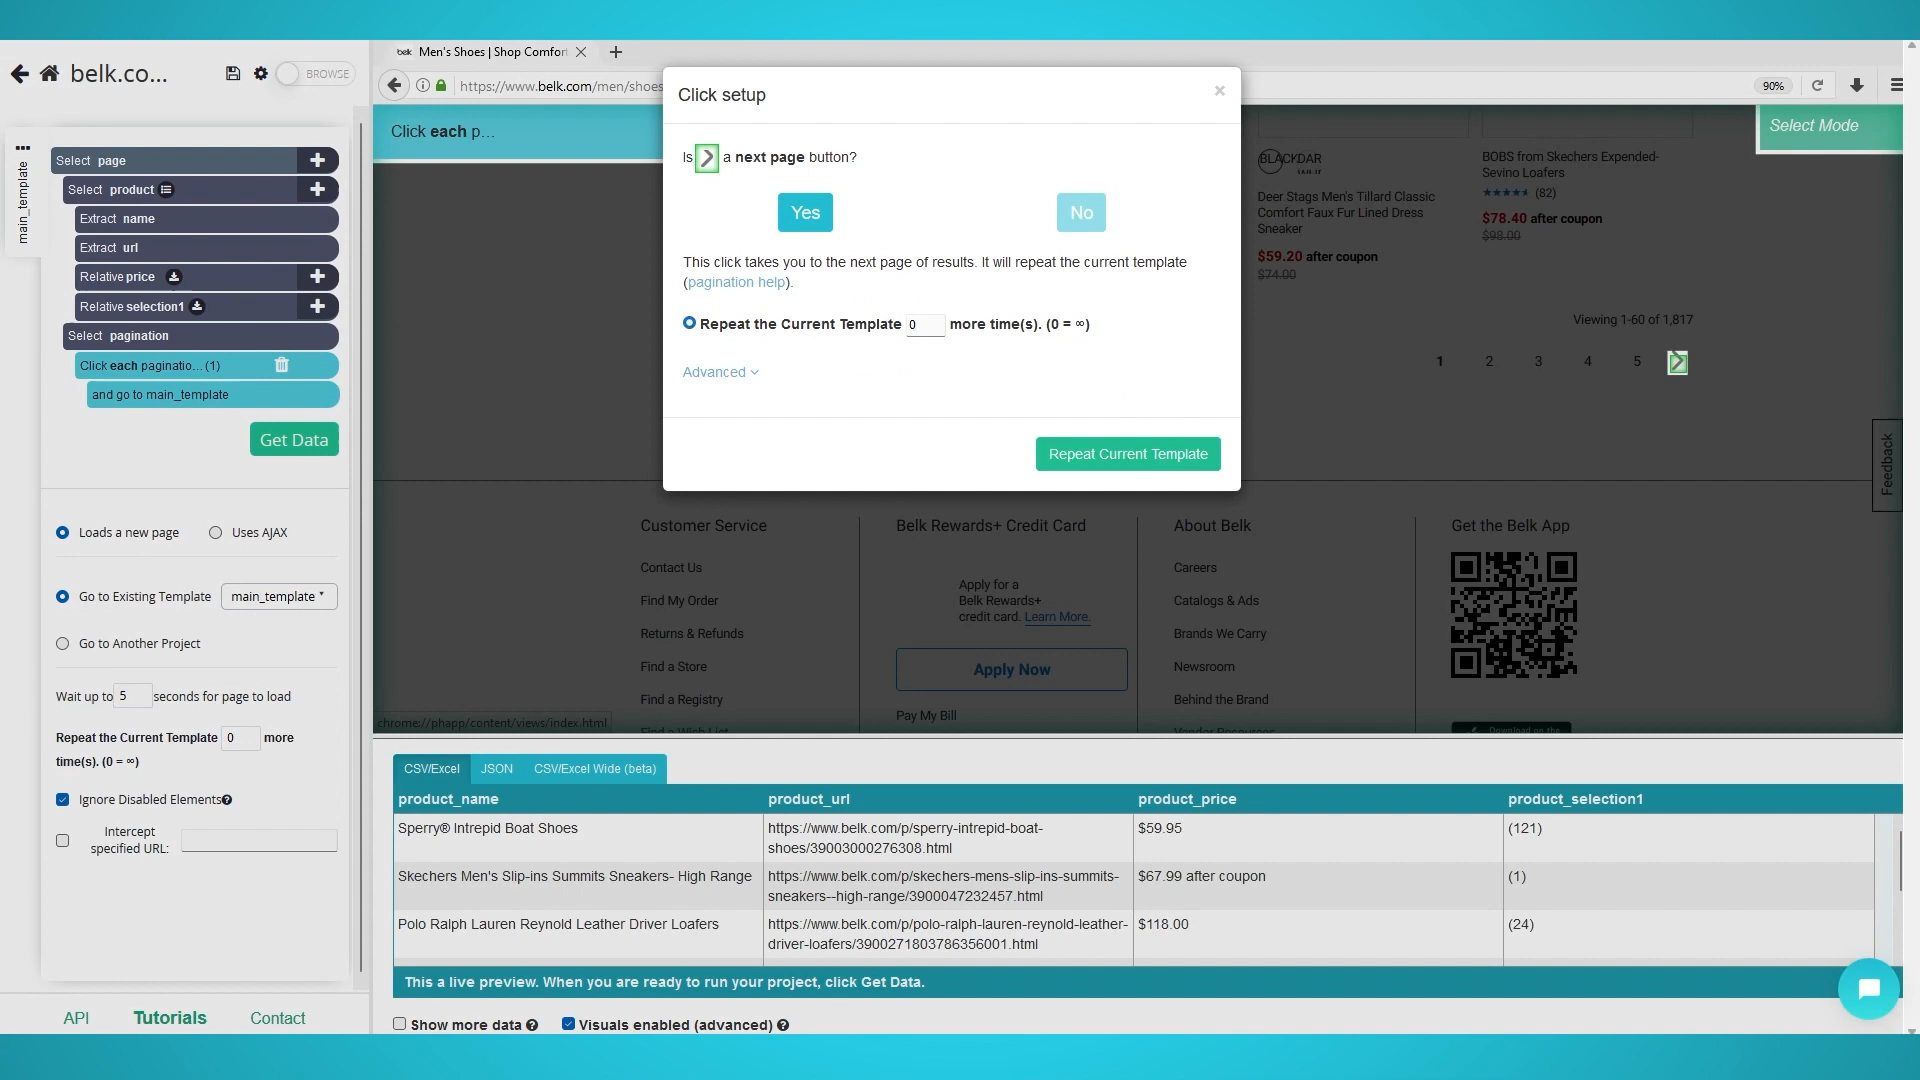 belk.co...
BROWSE
main_template
Select page
Select product
Extract name
Extract url
Relative price
Relative selection1
Select pagination
Click each paginatio... (1)
and go to main_template
Get Data
Loads a new page
Uses AJAX
Go to Existing Template
main_template
Go to Another Project
Wait up to 5 seconds for page to load
Repeat the Current Template 0 more
time(s). (0 = ∞)
Ignore Disabled Elements
Intercept
specified URL:
API
Tutorials
Contact
belk Men's Shoes | Shop Comfort
https://www.belk.com/men/shoes
90%
Click each p...
Select Mode
Click setup
×
Is > a next page button?
Yes
No
This click takes you to the next page of results. It will repeat the current template
(pagination help).
Repeat the Current Template 0 more time(s). (0 = ∞)
Advanced
Repeat Current Template
Deer Stags Men's Tillard Classic
Comfort Faux Fur Lined Dress
Sneaker
$59.20 after coupon
$74.00
BOBS from Skechers Expended-
Sevino Loafers
(82)
$78.40 after coupon
$98.00
Viewing 1-60 of 1,817
1 2 3 4 5
Feedback
Customer Service
Contact Us
Find My Order
Returns & Refunds
Find a Store
Find a Registry
Find a Wish List
chrome://phapp/content/views/index.html
Belk Rewards+ Credit Card
Apply for a
Belk Rewards+
credit card. Learn More.
Apply Now
Pay My Bill
About Belk
Careers
Catalogs & Ads
Brands We Carry
Newsroom
Behind the Brand
Vendor Resources
Get the Belk App
Download on the
CSV/Excel
JSON
CSV/Excel Wide (beta)
product_name product_url product_price product_selection1
Sperry® Intrepid Boat Shoes
https://www.belk.com/p/sperry-intrepid-boat-
shoes/39003000276308.html
$59.95
(121)
Skechers Men's Slip-ins Summits Sneakers- High Range
https://www.belk.com/p/skechers-mens-slip-ins-summits-
sneakers--high-range/3900047232457.html
$67.99 after coupon
(1)
Polo Ralph Lauren Reynold Leather Driver Loafers
https://www.belk.com/p/polo-ralph-lauren-reynold-leather-
driver-loafers/3900271803786356001.html
$118.00
(24)
This a live preview. When you are ready to run your project, click Get Data.
Show more data
Visuals enabled (advanced)